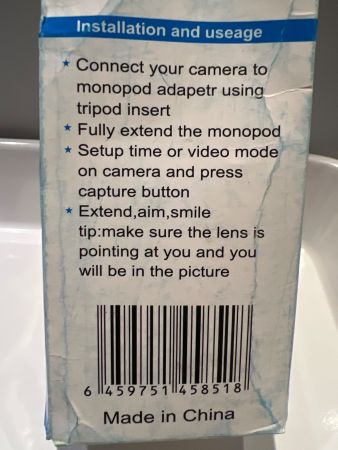 Installation and useage
* Connect your camera to
monopod adapetr using
tripod insert
* Fully extend the monopod
* Setup time or video mode
on camera and press
capture button
* Extend,aim,smile
tip:make sure the lens is
pointing at you and you
will be in the picture
6 459751 458518
Made in China